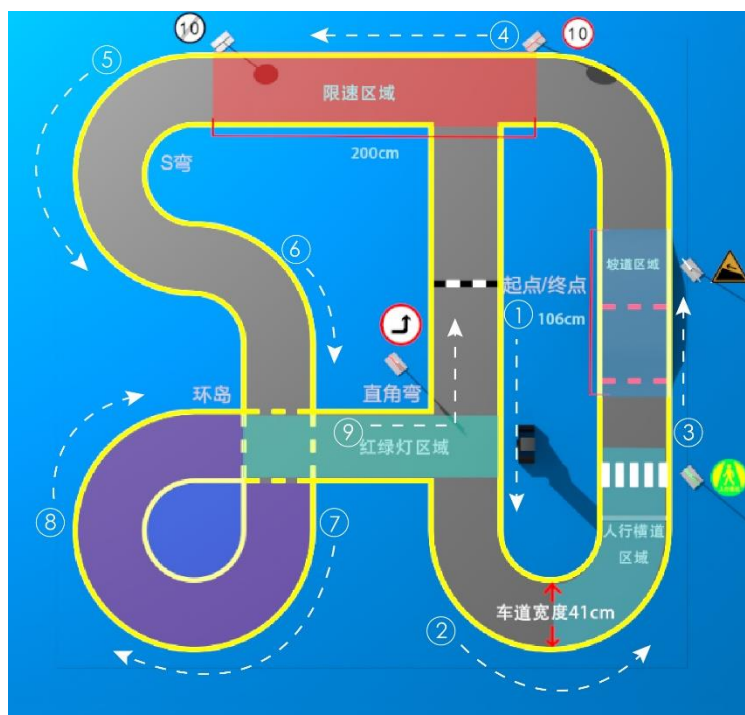 10
④
10
⑤
限速区域
200cm
S弯
⑥
坡道区域
起点/终点
①
106cm
环岛
直角弯
⑨
红绿灯区域
③
⑧
⑦
人行横道
区域
车道宽度41cm
②